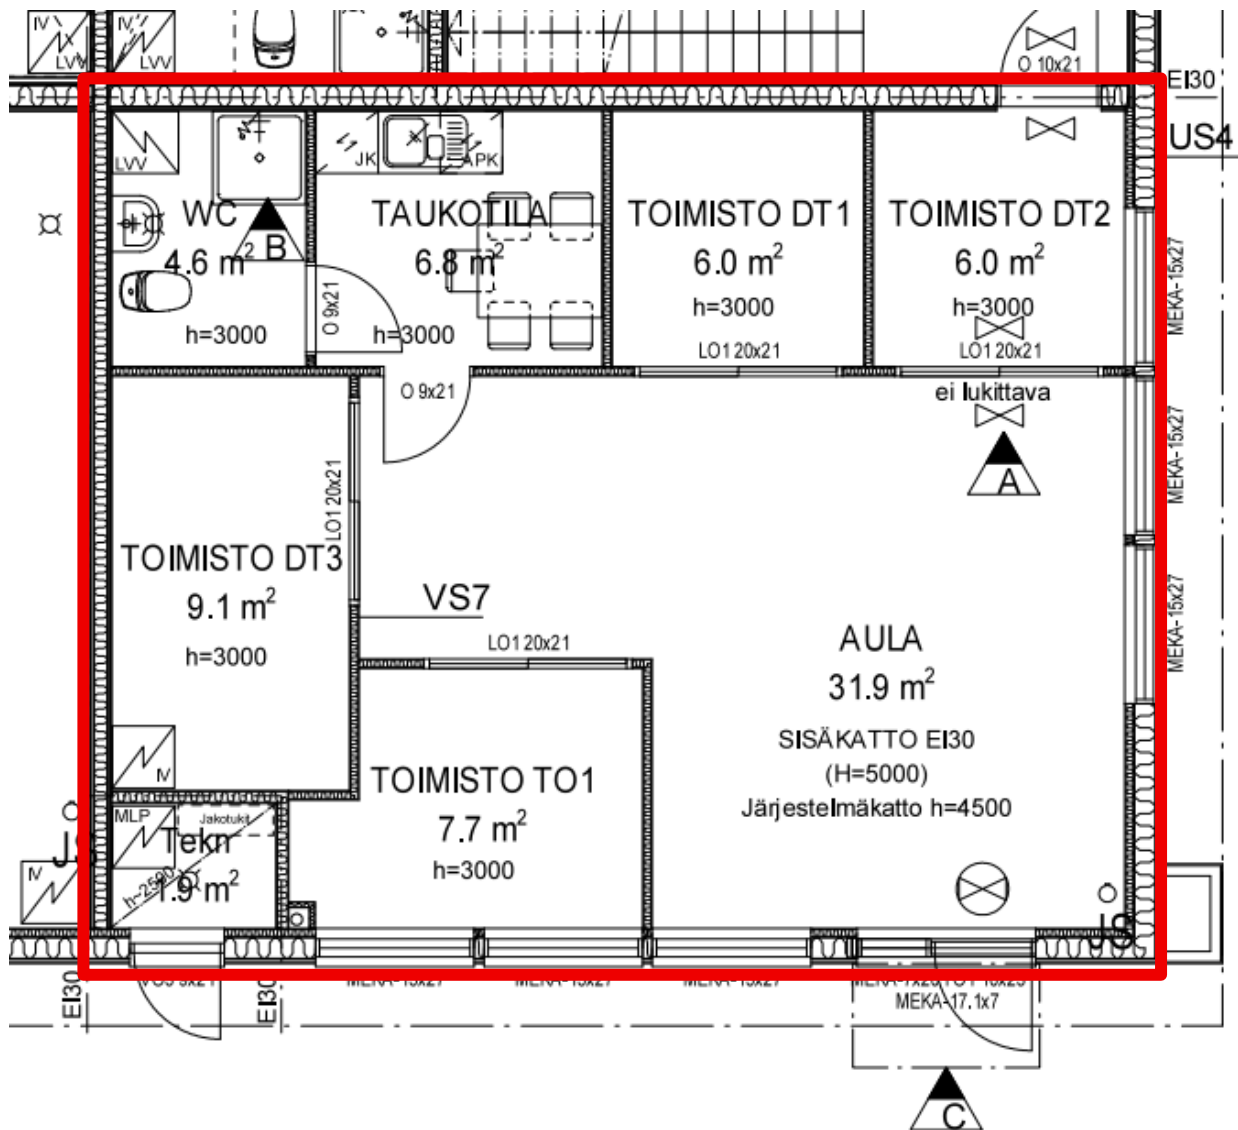 IV
LVV
IV
LVV
O 10x21
EI30
US4
LVV
JK
APK
WC
4.6 m²
h=3000
B
O 9x21
TAUKOTILA
6.8 m²
h=3000
TOIMISTO DT1
6.0 m²
h=3000
LO1 20x21
TOIMISTO DT2
6.0 m²
h=3000
LO1 20x21
ei lukittava
MEKA-15x27
MEKA-15x27
MEKA-15x27
O 9x21
A
LO1 20x21
TOIMISTO DT3
9.1 m²
h=3000
VS7
LO1 20x21
AULA
31.9 m²
SISÄKATTO EI30
(H=5000)
Järjestelmäkatto h=4500
IV
TOIMISTO TO1
7.7 m²
h=3000
MLP
Jakotukit
Tekn
1.9 m²
h~2500
JS
IV
JS
EI30
EI30
MEKA-15x27
MEKA-15x27
MEKA-15x27
MEKA-17.1x7
C